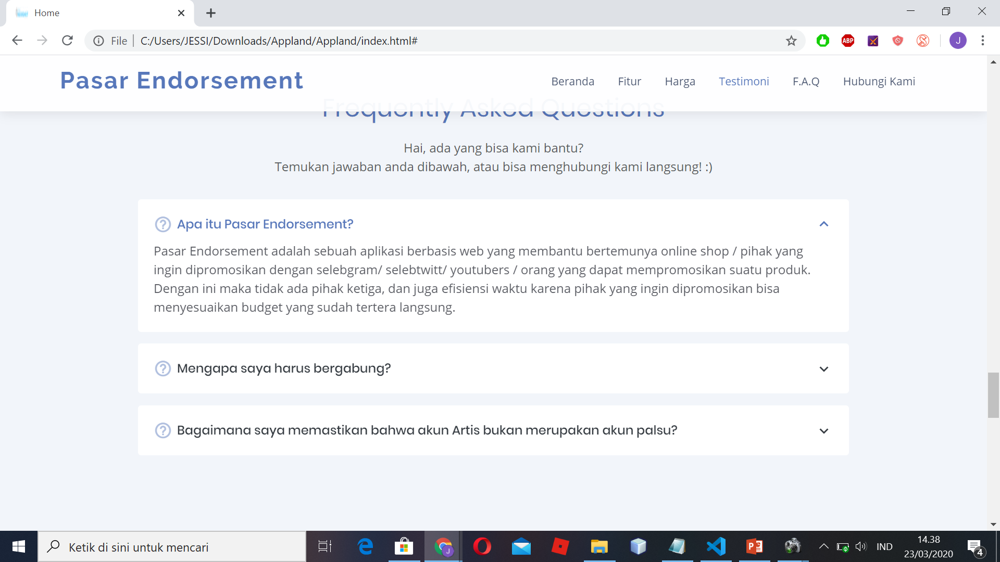 Home
File
C:/Users/JESSI/Downloads/Appland/Appland/index.html#
ABP
J
Pasar Endorsement
Beranda
Fitur
Harga
Testimoni
F.A.Q
Hubungi Kami
Frequently Asked Questions
Hai, ada yang bisa kami bantu?
Temukan jawaban anda dibawah, atau bisa menghubungi kami langsung! :)
Apa itu Pasar Endorsement?
Pasar Endorsement adalah sebuah aplikasi berbasis web yang membantu bertemunya online shop / pihak yang
ingin dipromosikan dengan selebgram/ selebtwitt/ youtubers / orang yang dapat mempromosikan suatu produk.
Dengan ini maka tidak ada pihak ketiga, dan juga efisiensi waktu karena pihak yang ingin dipromosikan bisa
menyesuaikan budget yang sudah tertera langsung.
Mengapa saya harus bergabung?
Bagaimana saya memastikan bahwa akun Artis bukan merupakan akun palsu?
Ketik di sini untuk mencari
J
IND
14.38
23/03/2020
4